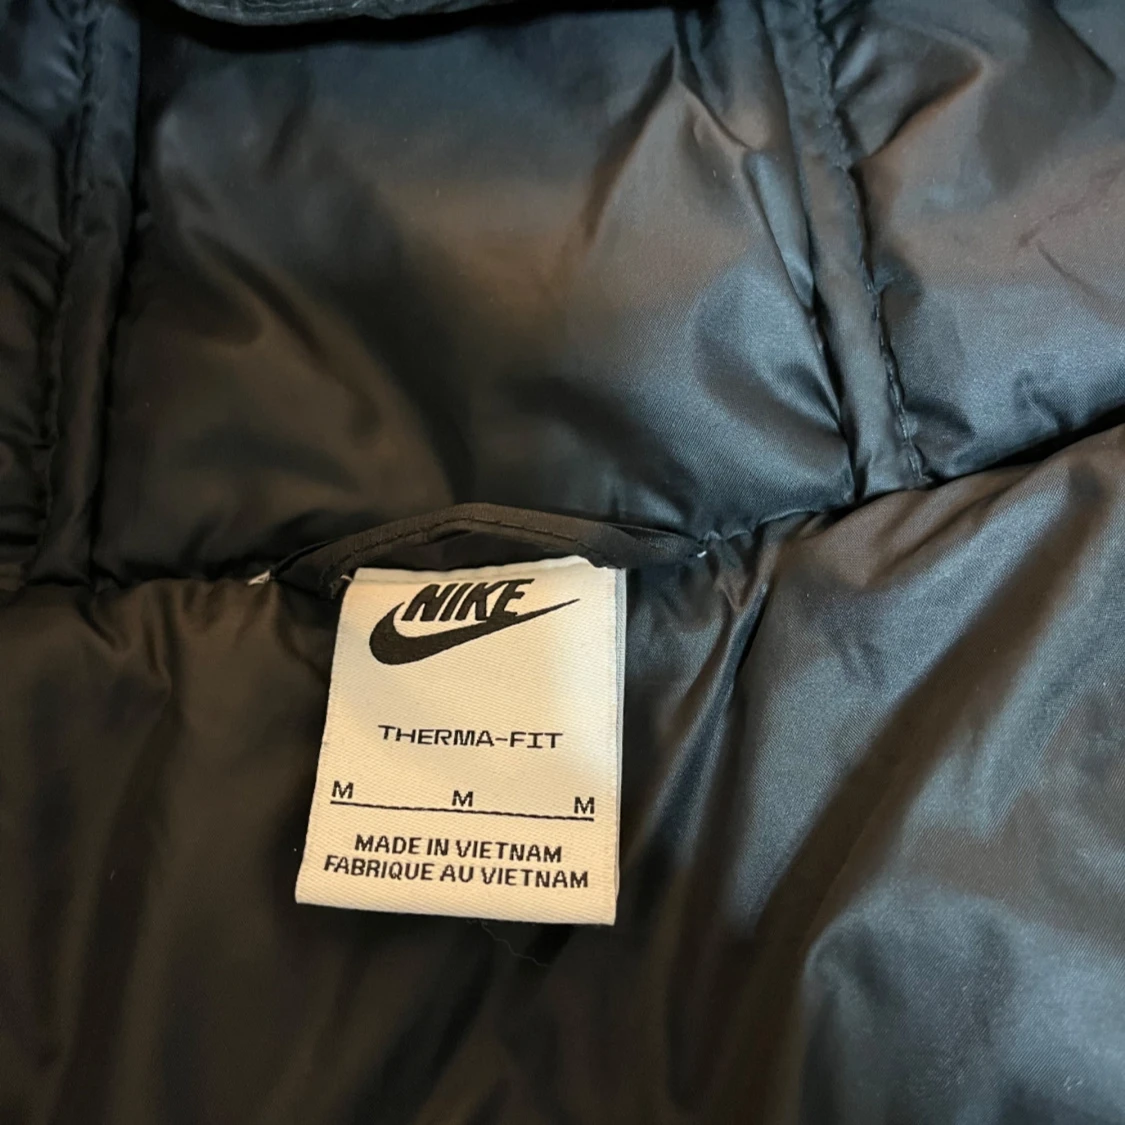 NIKE
THERMA-FIT
M M M
MADE IN VIETNAM
FABRIQUE AU VIETNAM